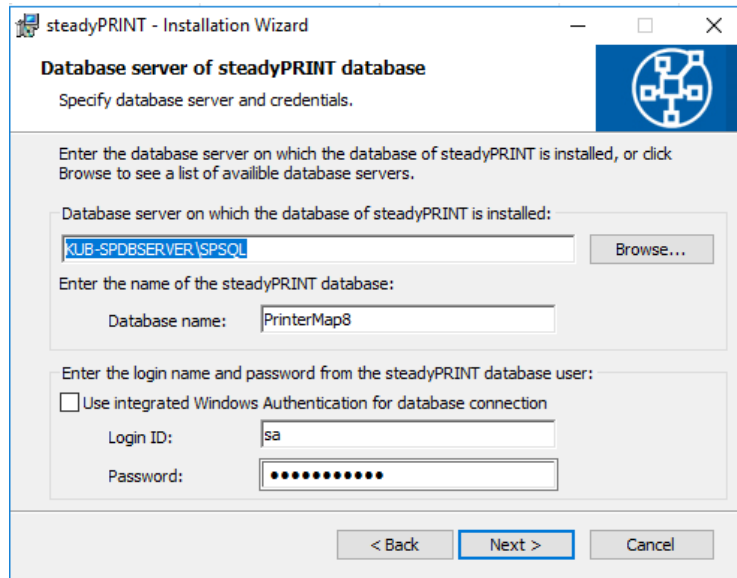 steadyPRINT - Installation Wizard
Database server of steadyPRINT database
Specify database server and credentials.
Enter the database server on which the database of steadyPRINT is installed, or click
Browse to see a list of availible database servers.
Database server on which the database of steadyPRINT is installed:
KUB-SPDBSERVER\SPSQL
Browse...
Enter the name of the steadyPRINT database:
Database name:
PrinterMap8
Enter the login name and password from the steadyPRINT database user:
Use integrated Windows Authentication for database connection
Login ID:
sa
Password:
●●●●●●●●●●●
< Back
Next >
Cancel